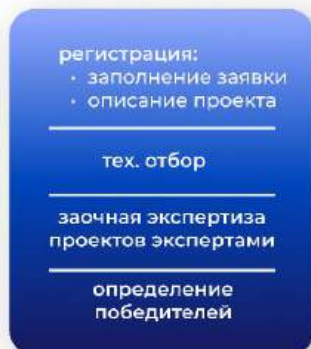 регистрация:
• заполнение заявки
• описание проекта
тех. отбор
заочная экспертиза
проектов экспертами
определение
победителей